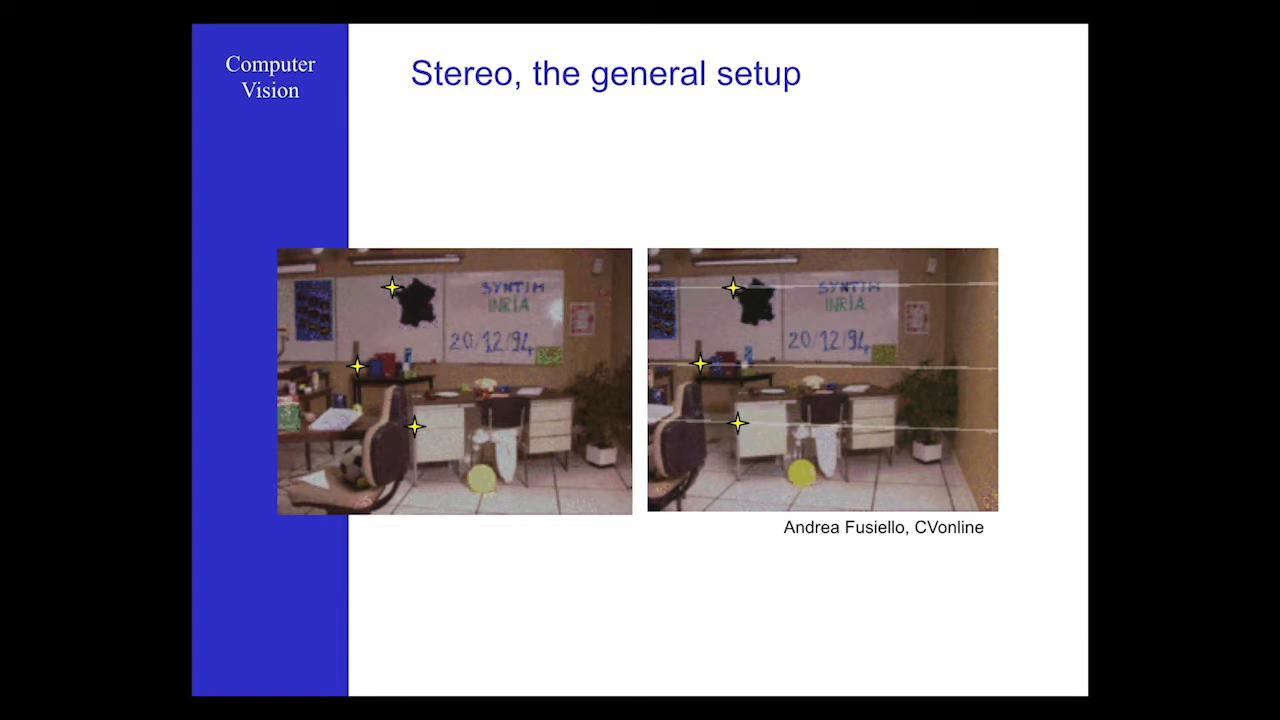 Computer
Vision
Stereo, the general setup
SYNTIM
INRIA
20/12/94
SYNTIM
INRIA
20/12/94
Andrea Fusiello, CVonline